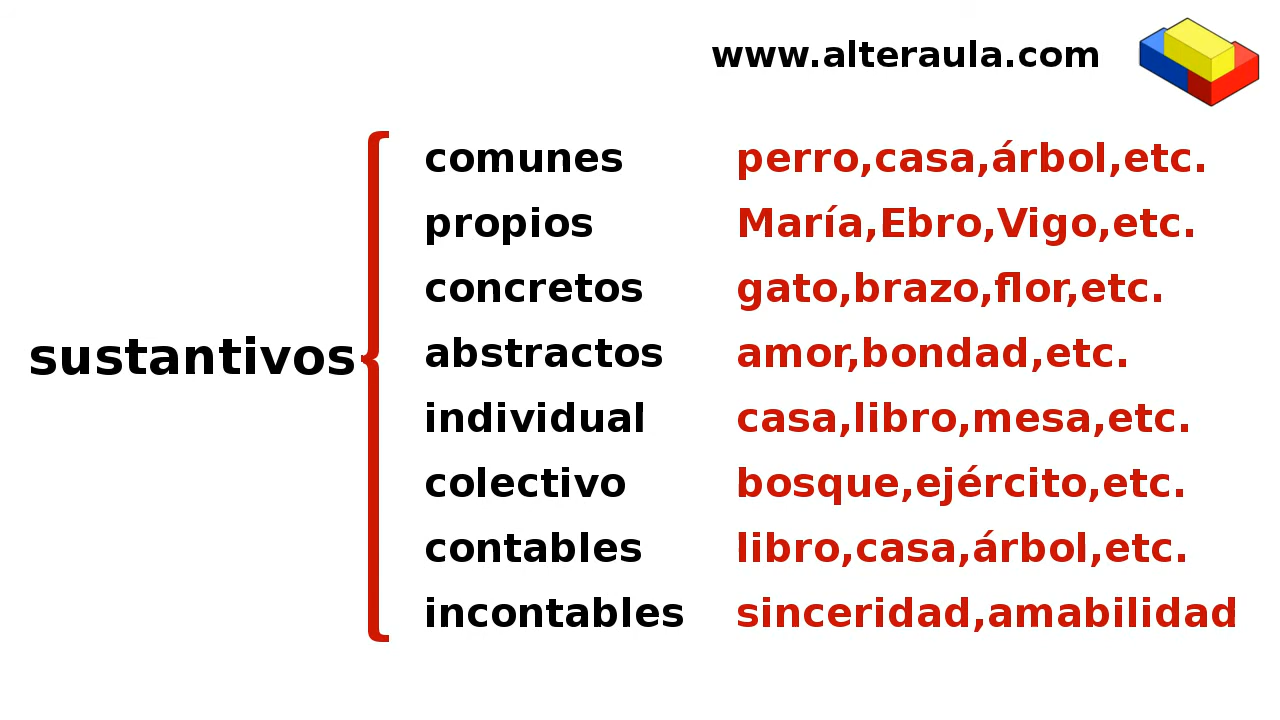 www.alteraula.com
comunes perro,casa,árbol,etc.
propios María,Ebro,Vigo,etc.
concretos gato,brazo,flor,etc.
sustantivos
abstractos amor,bondad,etc.
individual casa,libro,mesa,etc.
colectivo bosque,ejército,etc.
contables libro,casa,árbol,etc.
incontables sinceridad,amabilidad